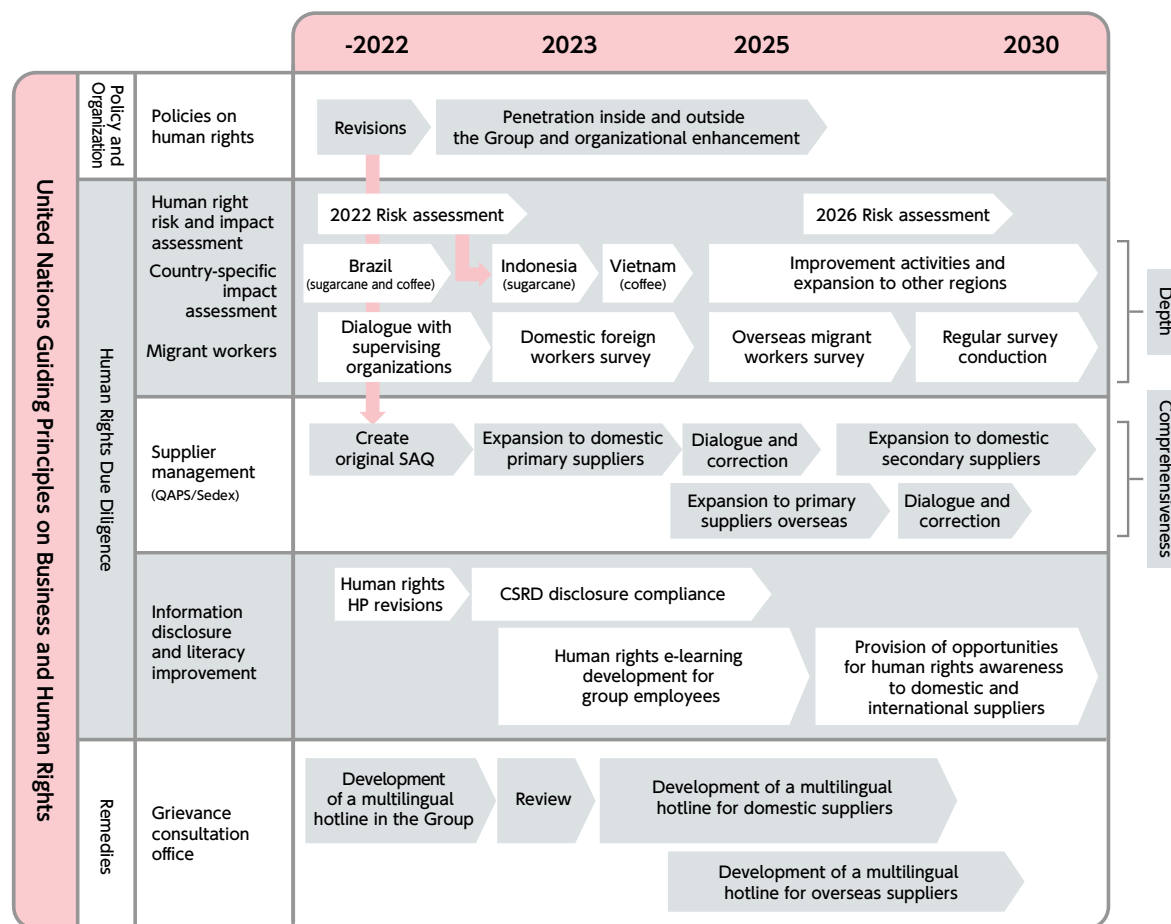 -2022
2023
2025
2030
United Nations Guiding Principles on Business and Human Rights
Policy and
Organization
Policies on
human rights
Revisions
Penetration inside and outside
the Group and organizational enhancement
Human Rights Due Diligence
Human right
risk and impact
assessment
2022 Risk assessment
2026 Risk assessment
Country-specific
impact
assessment
Brazil
(sugarcane and coffee)
Indonesia
(sugarcane)
Vietnam
(coffee)
Improvement activities and
expansion to other regions
Migrant workers
Dialogue with
supervising
organizations
Domestic foreign
workers survey
Overseas migrant
workers survey
Regular survey
conduction
Depth
Supplier
management
(QAPS/Sedex)
Create
original SAQ
Expansion to domestic
primary suppliers
Dialogue and
correction
Expansion to domestic
secondary suppliers
Expansion to primary
suppliers overseas
Dialogue and
correction
Comprehensiveness
Information
disclosure
and literacy
improvement
Human rights
HP revisions
CSRD disclosure compliance
Human rights e-learning
development for
group employees
Provision of opportunities
for human rights awareness
to domestic and
international suppliers
Remedies
Grievance
consultation
office
Development
of a multilingual
hotline in the Group
Review
Development of a multilingual
hotline for domestic suppliers
Development of a multilingual
hotline for overseas suppliers